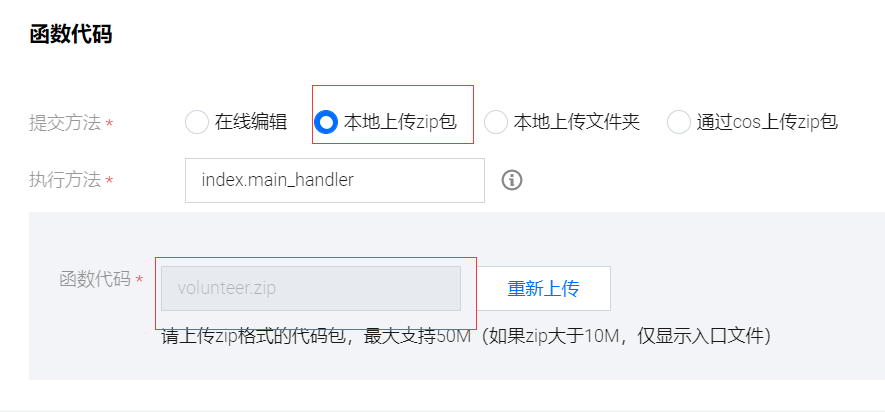 函数代码
提交方法 * 在线编辑 本地上传zip包 本地上传文件夹 通过cos上传zip包
执行方法 * index.main_handler
函数代码 * volunteer.zip 重新上传
请上传zip格式的代码包，最大支持50M（如果zip大于10M，仅显示入口文件）